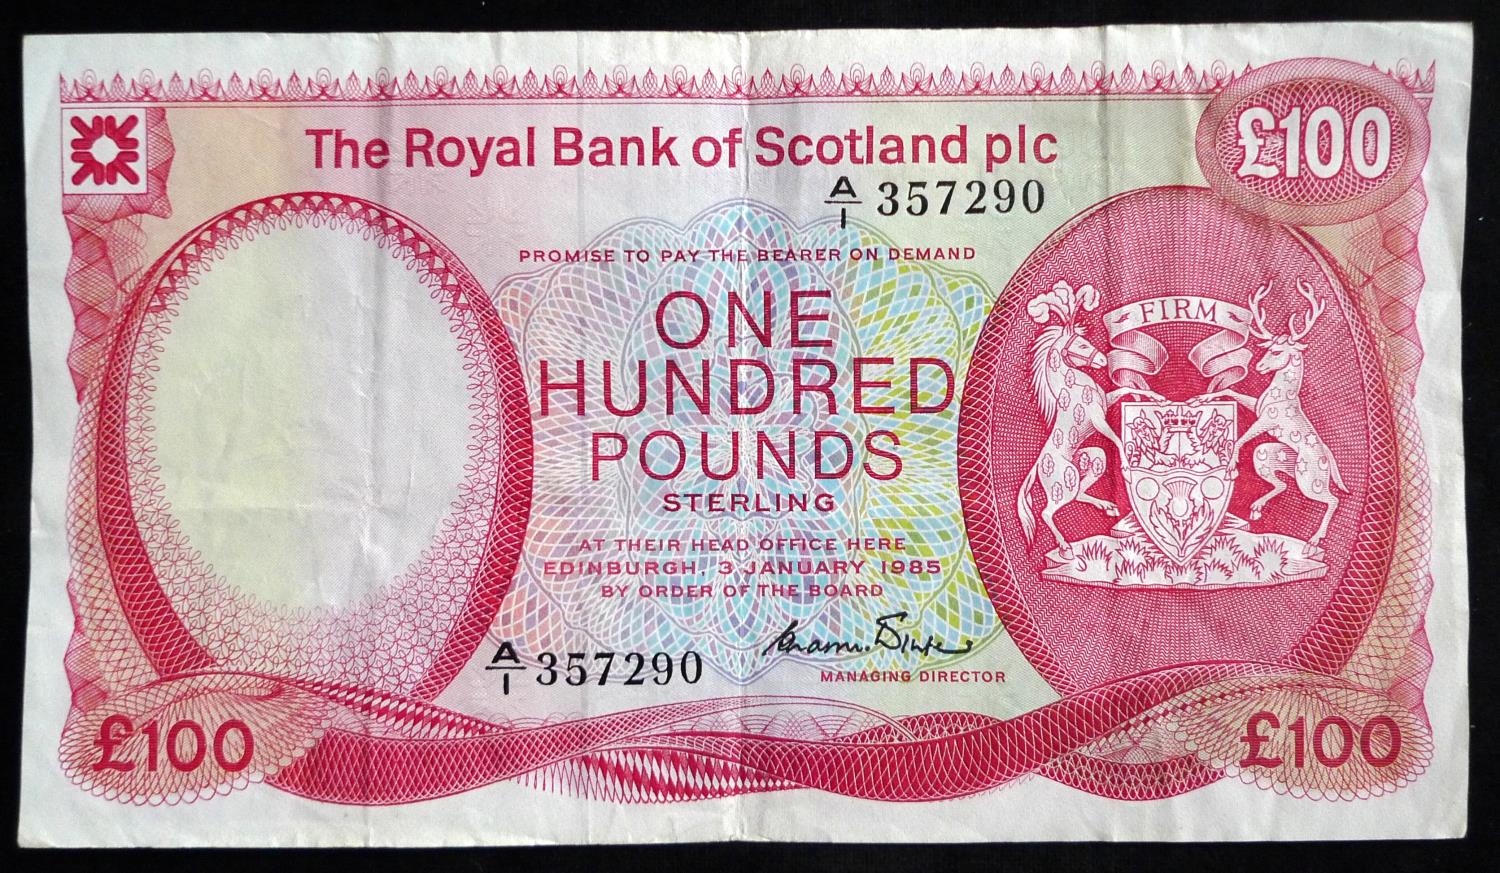 The Royal Bank of Scotland plc
£100
A/1 357290
PROMISE TO PAY THE BEARER ON DEMAND
ONE
HUNDRED
POUNDS
STERLING
AT THEIR HEAD OFFICE HERE
EDINBURGH, 3 JANUARY 1985
BY ORDER OF THE BOARD
FIRM
A/1 357290
MANAGING DIRECTOR
£100
£100